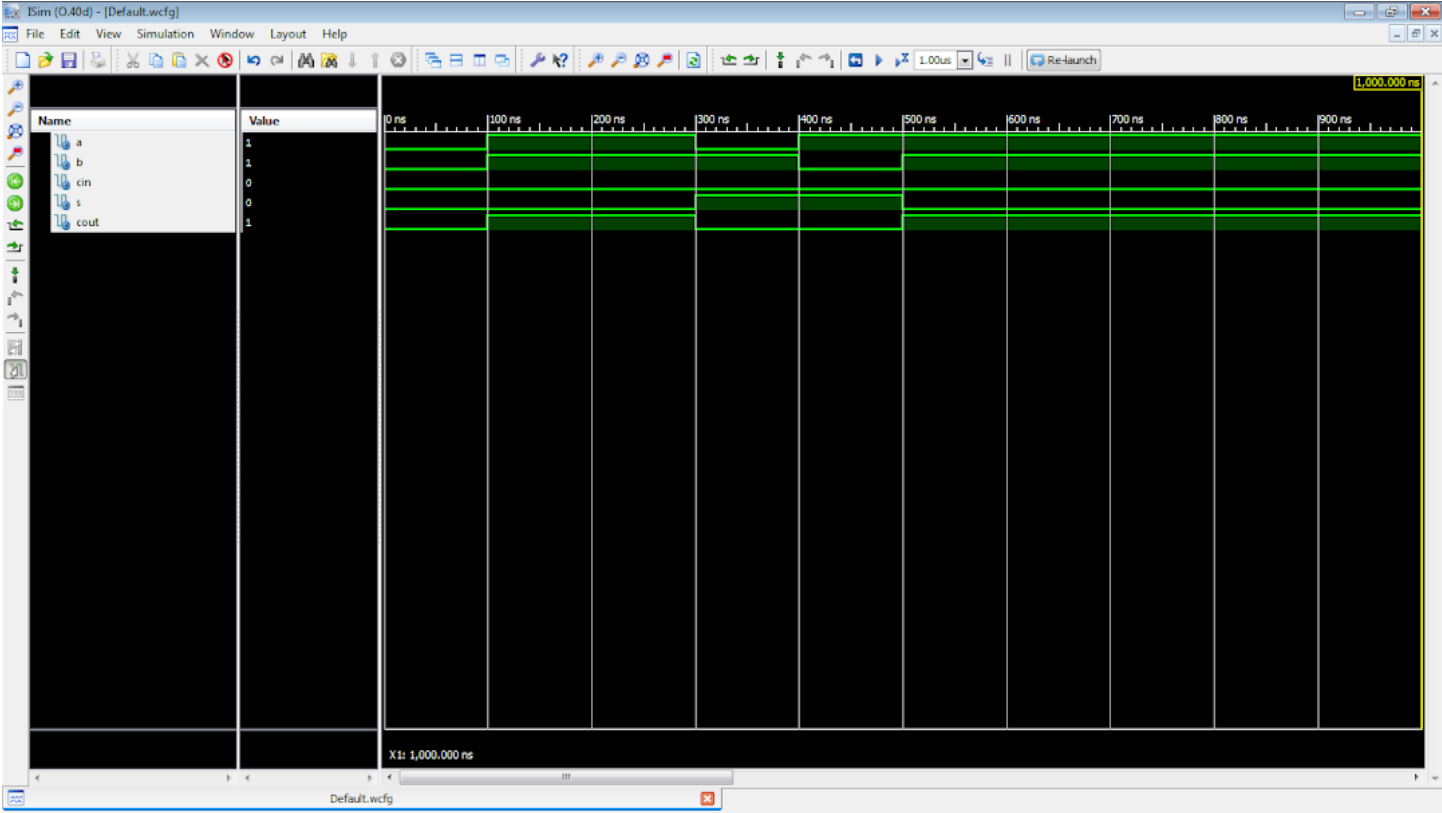 ISim (O.40d) - [Default.wcfg]
File Edit View Simulation Window Layout Help
1.00us Re-launch
1,000.000 ns
Name Value 0 ns 100 ns 200 ns 300 ns 400 ns 500 ns 600 ns 700 ns 800 ns 900 ns
a 1
b 1
cin 0
s 0
cout 1
X1: 1,000.000 ns
Default.wcfg